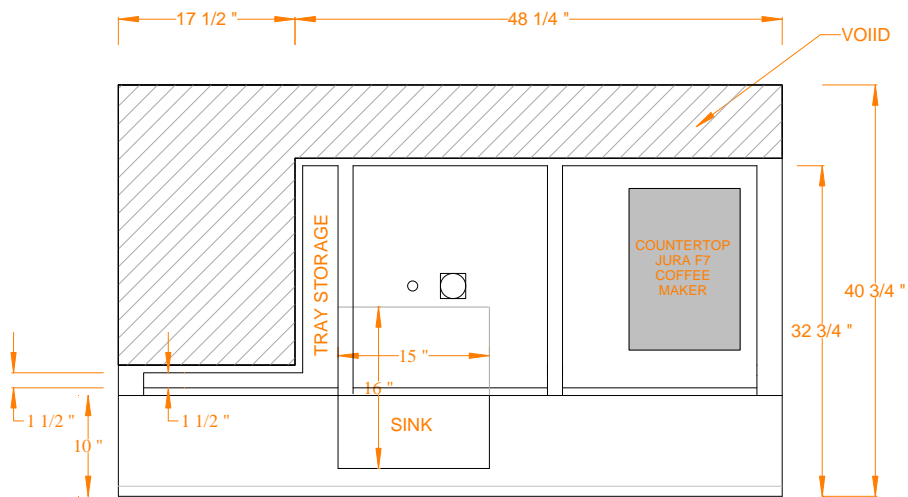 17 1/2 "
48 1/4 "
VOIID
TRAY STORAGE
COUNTERTOP
JURA F7
COFFEE
MAKER
40 3/4 "
32 3/4 "
15 "
16 "
1 1/2 "
1 1/2 "
SINK
10 "